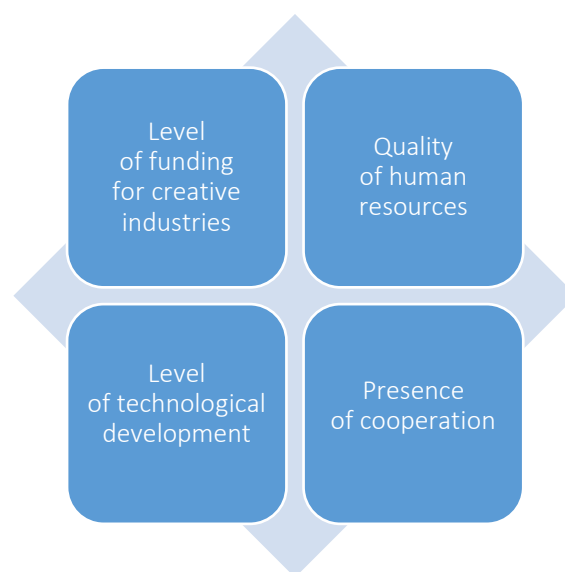 Level
of funding
for creative
industries
Quality
of human
resources
Level
of technological
development
Presence
of cooperation